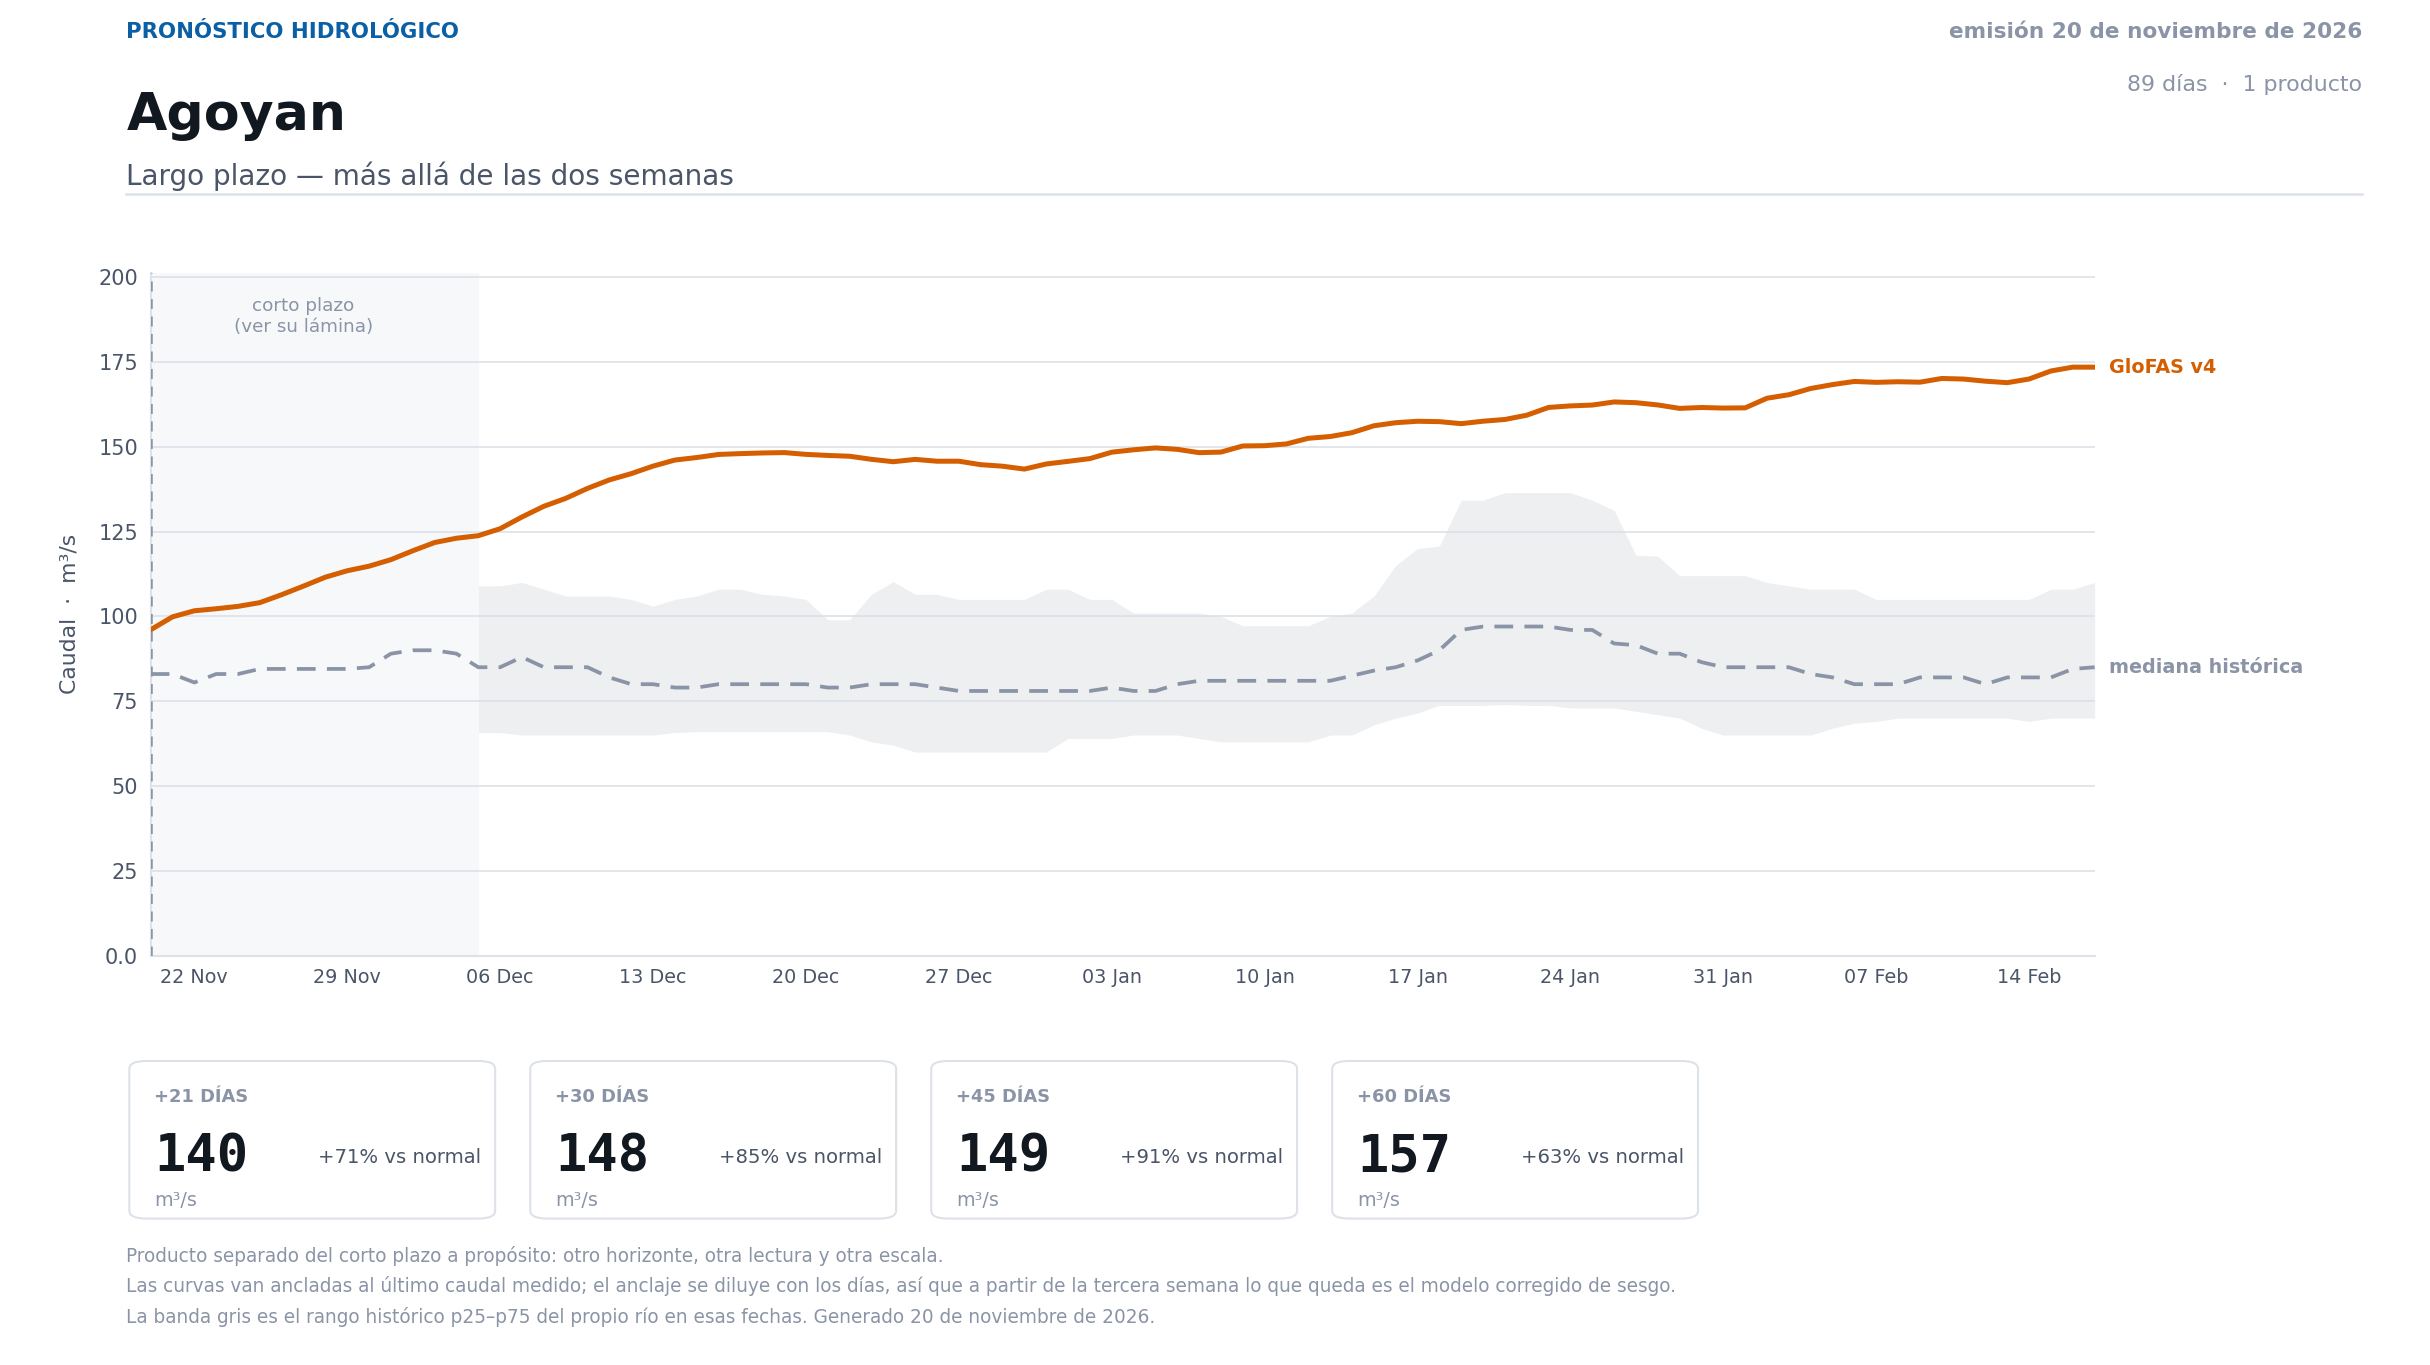 PRONÓSTICO HIDROLÓGICO
emisión 20 de noviembre de 2026
89 días · 1 producto
Agoyan
Largo plazo — más allá de las dos semanas
corto plazo
(ver su lámina)
200
175
150
125
100
75
50
25
0.0
Caudal · m³/s
GloFAS v4
mediana histórica
22 Nov
29 Nov
06 Dec
13 Dec
20 Dec
27 Dec
03 Jan
10 Jan
17 Jan
24 Jan
31 Jan
07 Feb
14 Feb
+21 DÍAS
140
+71% vs normal
m³/s
+30 DÍAS
148
+85% vs normal
m³/s
+45 DÍAS
149
+91% vs normal
m³/s
+60 DÍAS
157
+63% vs normal
m³/s
Producto separado del corto plazo a propósito: otro horizonte, otra lectura y otra escala.
Las curvas van ancladas al último caudal medido; el anclaje se diluye con los días, así que a partir de la tercera semana lo que queda es el modelo corregido de sesgo.
La banda gris es el rango histórico p25–p75 del propio río en esas fechas. Generado 20 de noviembre de 2026.